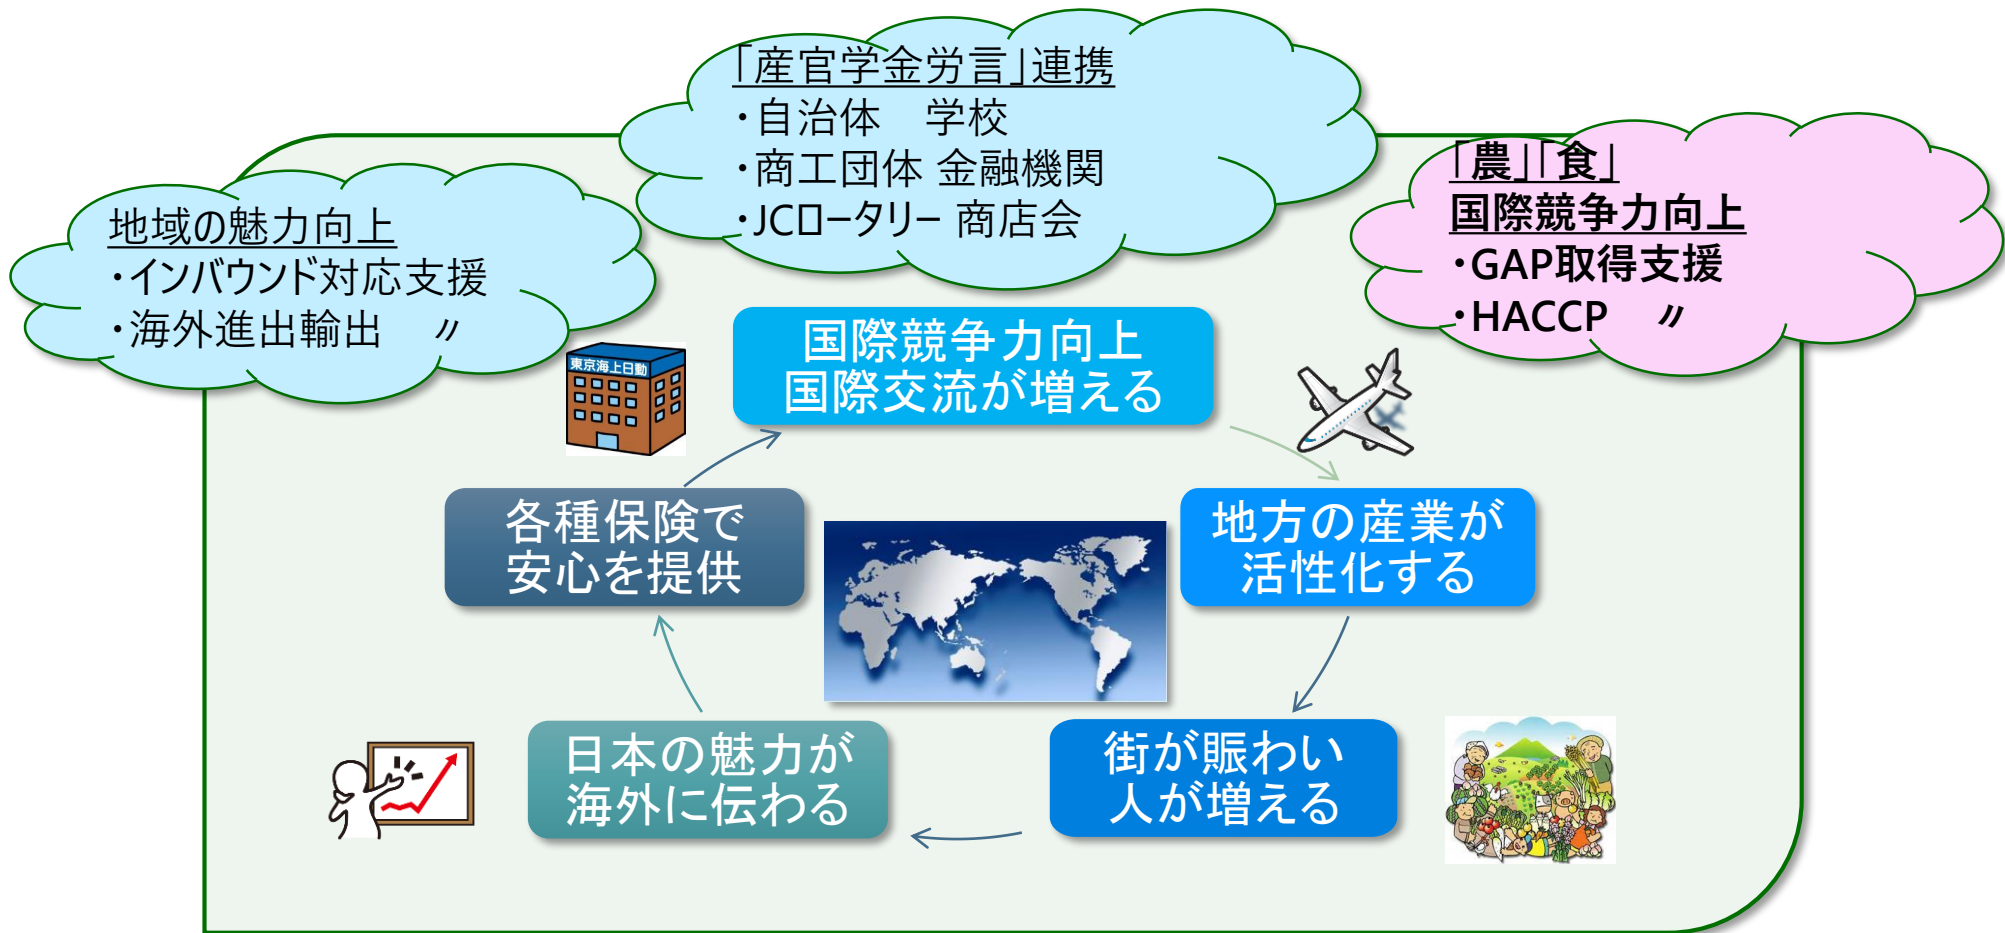 「産官学金労言」連携
・自治体　学校
・商工団体 金融機関
・JCロータリー 商店会
地域の魅力向上
・インバウンド対応支援
・海外進出輸出　〃
「農」「食」
国際競争力向上
・GAP取得支援
・HACCP　〃
東京海上日動
国際競争力向上
国際交流が増える
各種保険で
安心を提供
地方の産業が
活性化する
日本の魅力が
海外に伝わる
街が賑わい
人が増える